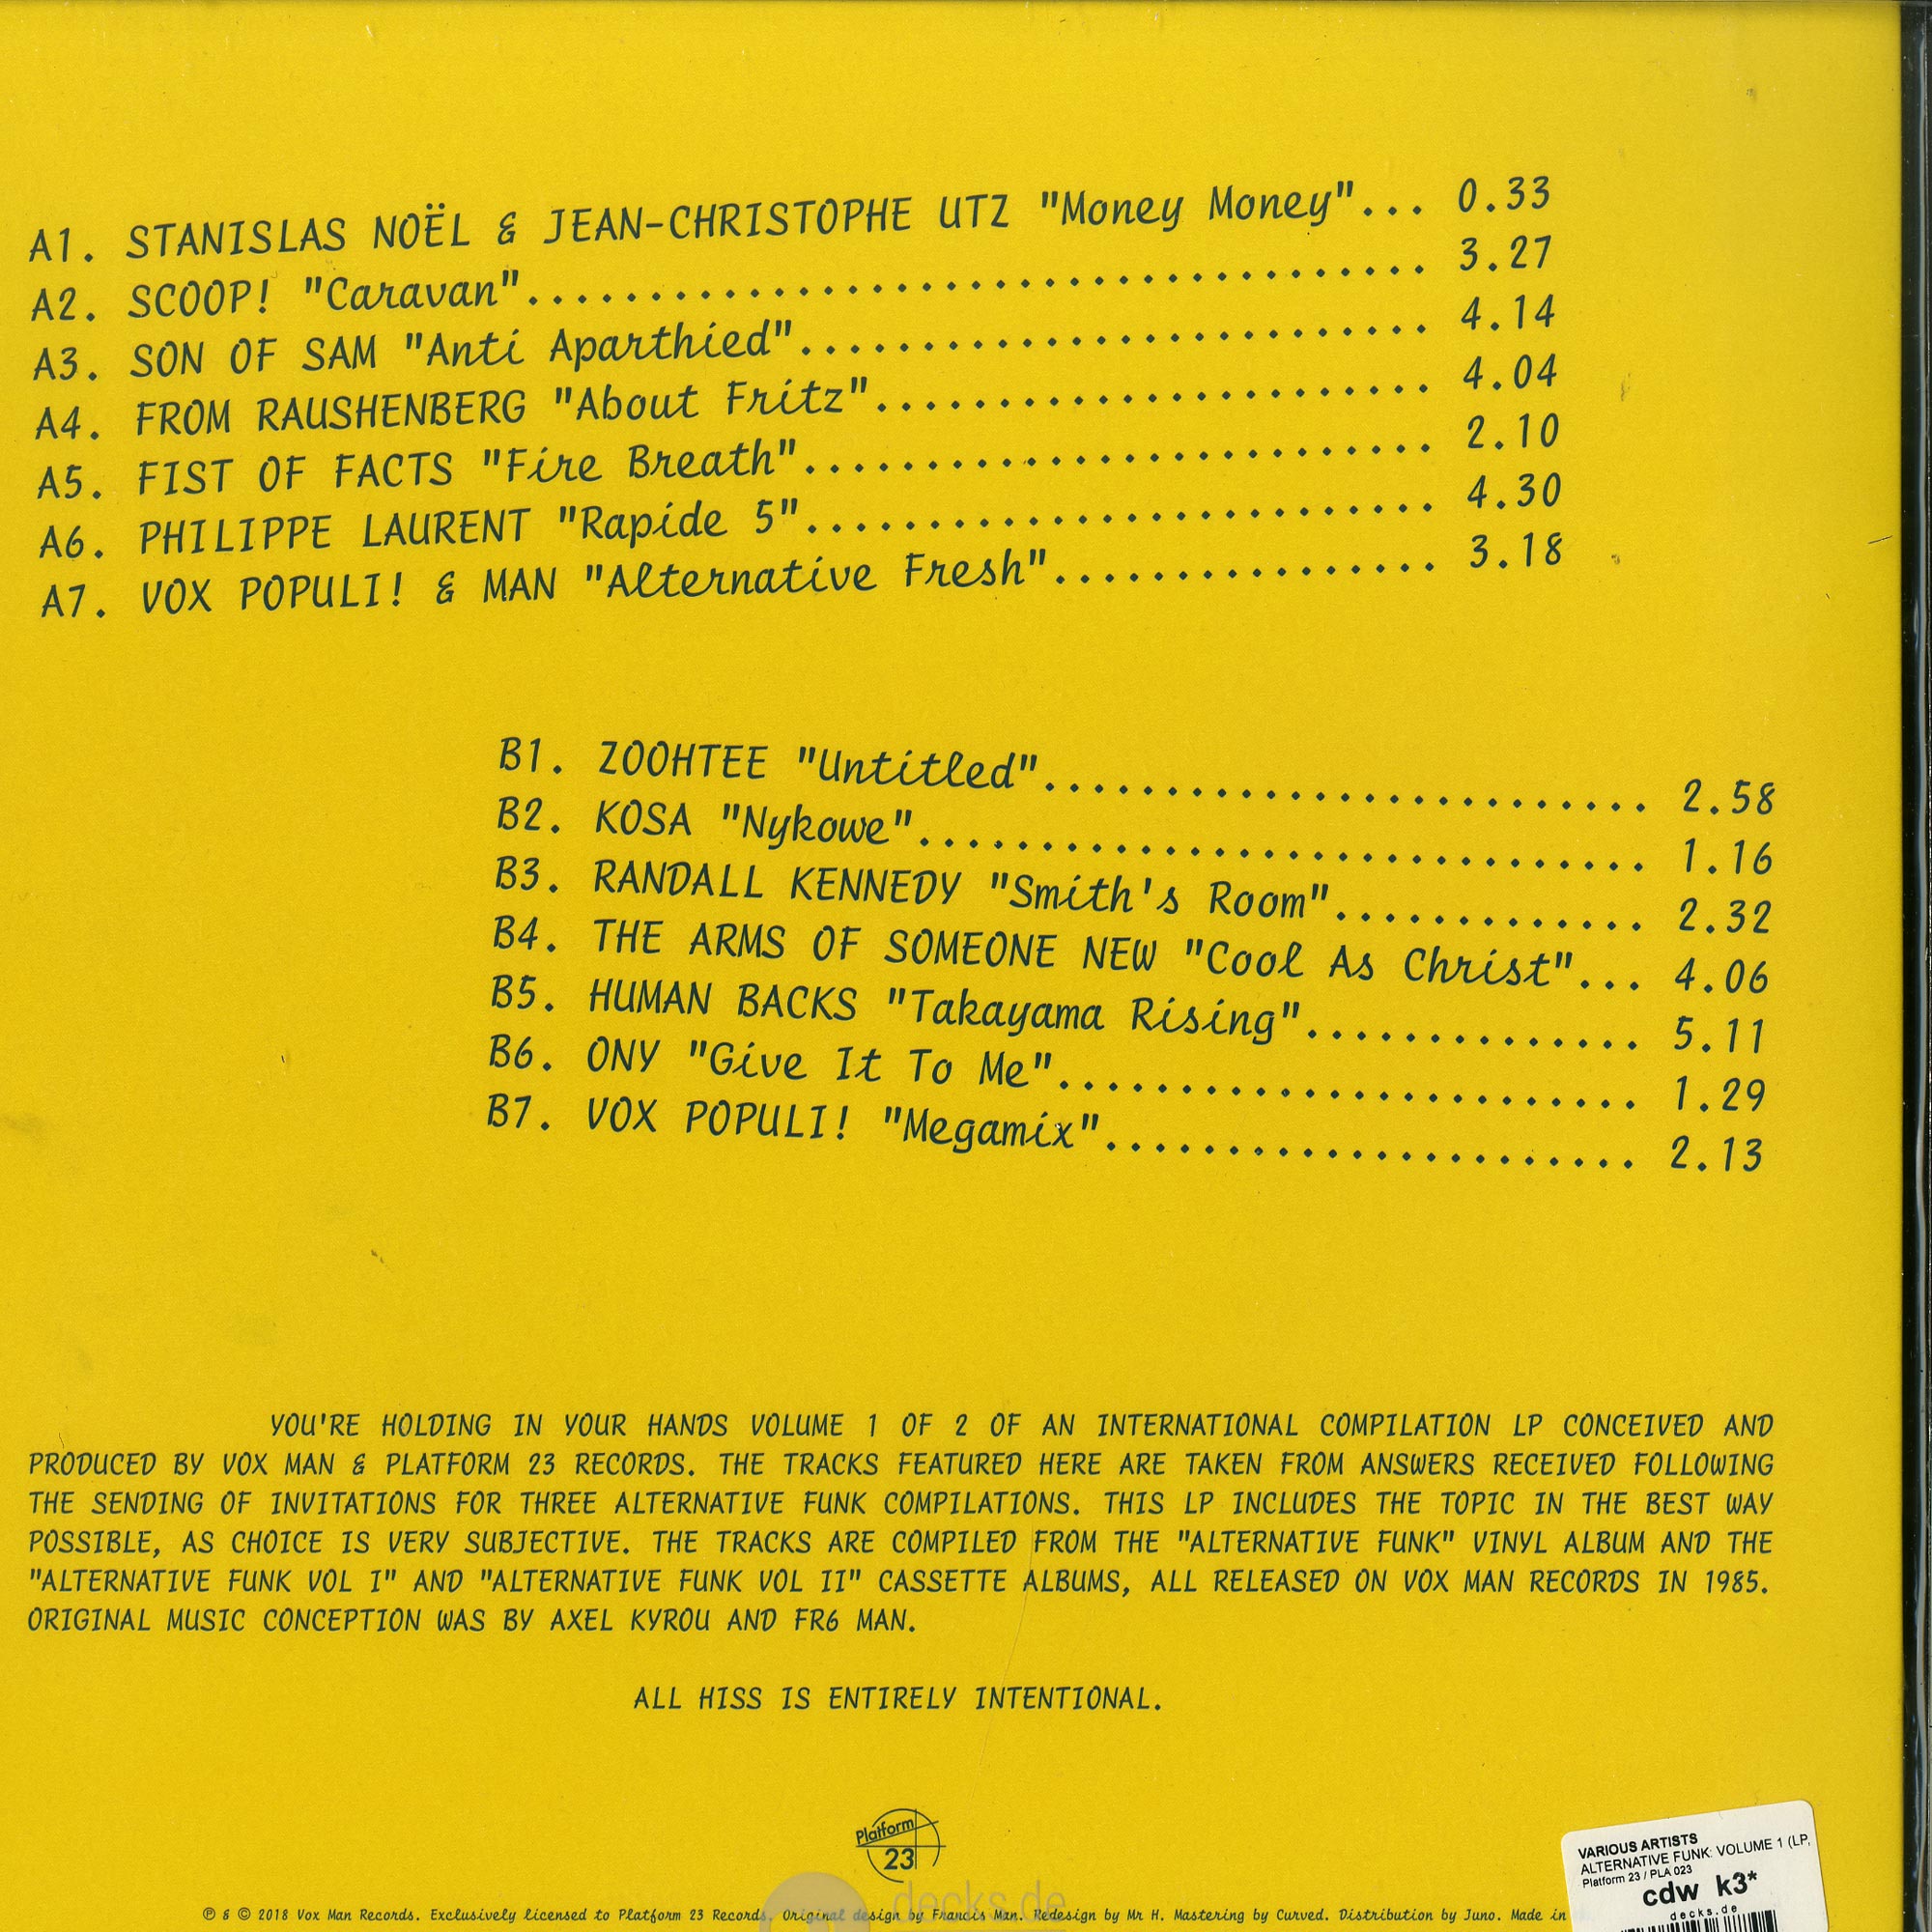 A1. STANISLAS NOËL & JEAN-CHRISTOPHE UTZ "Money Money"... 0.33
A2. SCOOP! "Caravan"..................................... 3.27
A3. SON OF SAM "Anti Aparthied".......................... 4.14
A4. FROM RAUSHENBERG "About Fritz"....................... 4.04
A5. FIST OF FACTS "Fire Breath".......................... 2.10
A6. PHILIPPE LAURENT "Rapide 5".......................... 4.30
A7. VOX POPULI! & MAN "Alternative Fresh"................ 3.18
B1. ZOOHTEE "Untitled"......................... 2.58
B2. KOSA "Nykowe".............................. 1.16
B3. RANDALL KENNEDY "Smith's Room"............. 2.32
B4. THE ARMS OF SOMEONE NEW "Cool As Christ"... 4.06
B5. HUMAN BACKS "Takayama Rising".............. 5.11
B6. ONY "Give It To Me"........................ 1.29
B7. VOX POPULI! "Megamix"...................... 2.13
YOU'RE HOLDING IN YOUR HANDS VOLUME 1 OF 2 OF AN INTERNATIONAL COMPILATION LP CONCEIVED AND
PRODUCED BY VOX MAN & PLATFORM 23 RECORDS. THE TRACKS FEATURED HERE ARE TAKEN FROM ANSWERS RECEIVED FOLLOWING
THE SENDING OF INVITATIONS FOR THREE ALTERNATIVE FUNK COMPILATIONS. THIS LP INCLUDES THE TOPIC IN THE BEST WAY
POSSIBLE, AS CHOICE IS VERY SUBJECTIVE. THE TRACKS ARE COMPILED FROM THE "ALTERNATIVE FUNK" VINYL ALBUM AND THE
"ALTERNATIVE FUNK VOL I" AND "ALTERNATIVE FUNK VOL II" CASSETTE ALBUMS, ALL RELEASED ON VOX MAN RECORDS IN 1985.
ORIGINAL MUSIC CONCEPTION WAS BY AXEL KYROU AND FR6 MAN.
ALL HISS IS ENTIRELY INTENTIONAL.
Platform
23
decks.de
℗ & © 2018 Vox Man Records. Exclusively licensed to Platform 23 Records. Original design by Francis Man. Redesign by Mr H. Mastering by Curved. Distribution by Juno. Made in
VARIOUS ARTISTS
ALTERNATIVE FUNK: VOLUME 1 (LP,
Platform 23 / PLA 023
cdw k3*
decks.de